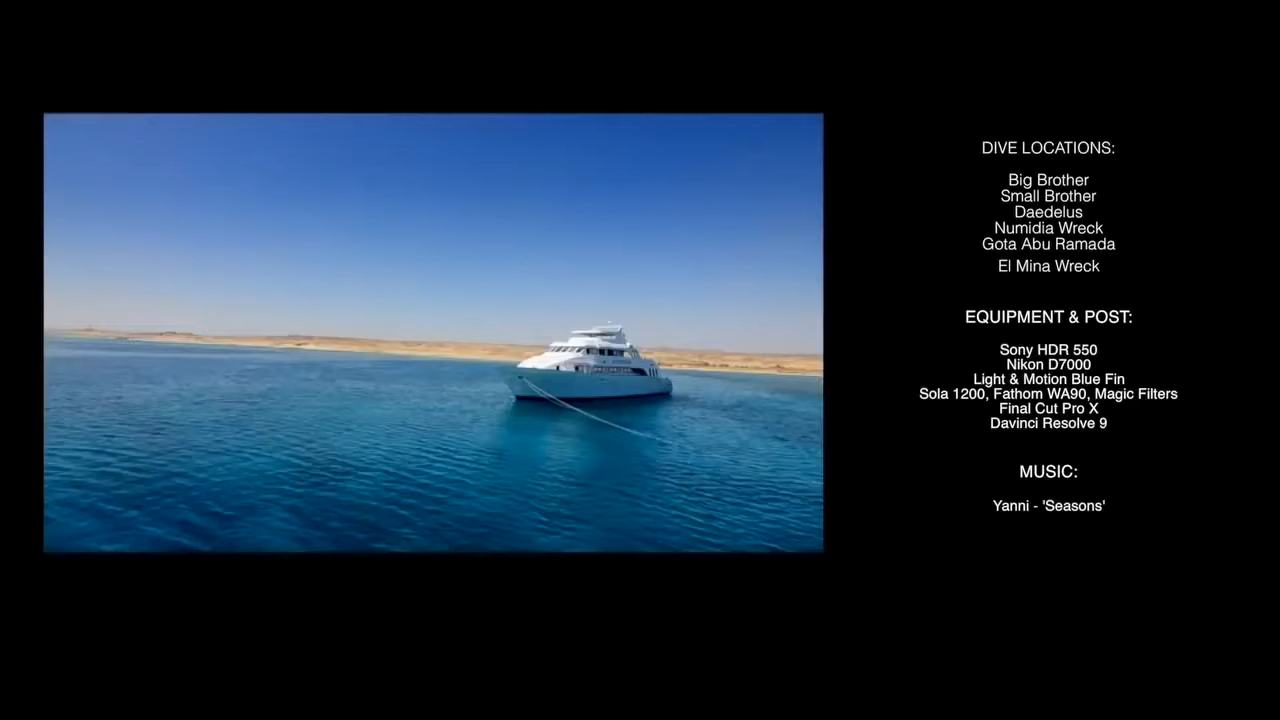 DIVE LOCATIONS:
Big Brother
Small Brother
Daedelus
Numidia Wreck
Gota Abu Ramada
El Mina Wreck
EQUIPMENT & POST:
Sony HDR 550
Nikon D7000
Light & Motion Blue Fin
Sola 1200, Fathom WA90, Magic Filters
Final Cut Pro X
Davinci Resolve 9
MUSIC:
Yanni - 'Seasons'